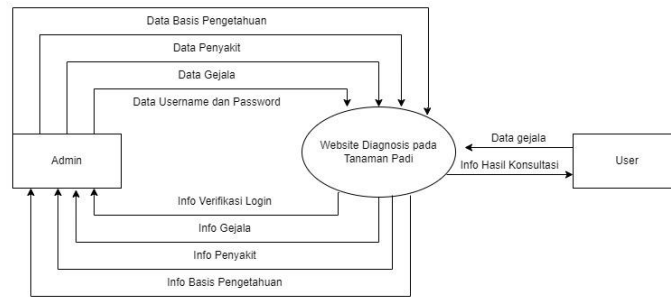 Data Basis Pengetahuan
Data Penyakit
Data Gejala
Data Username dan Password
Admin
Website Diagnosis pada
Tanaman Padi
Data gejala
Info Hasil Konsultasi
User
Info Verifikasi Login
Info Gejala
Info Penyakit
Info Basis Pengetahuan